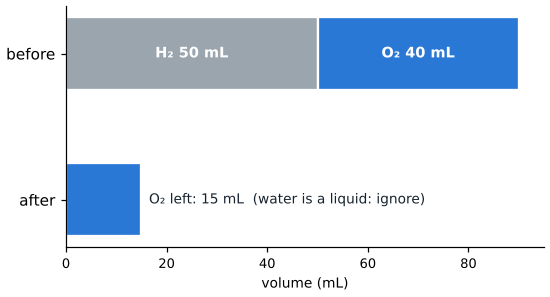 before
H₂ 50 mL
O₂ 40 mL
after
O₂ left: 15 mL (water is a liquid: ignore)
0 20 40 60 80
volume (mL)